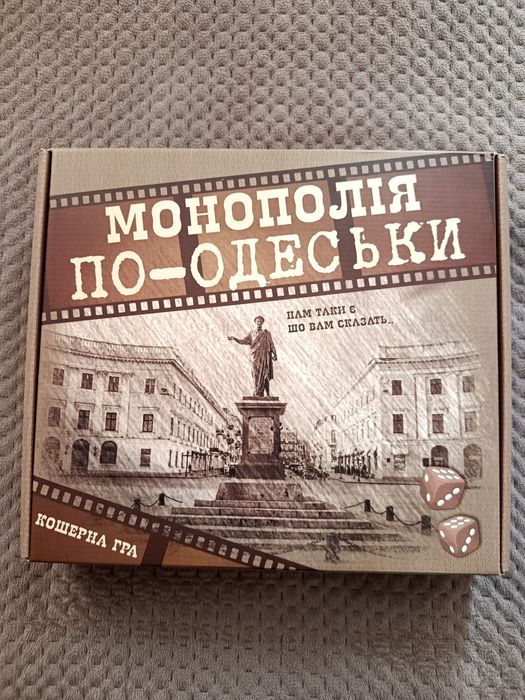 МОНОПОЛІЯ
ПО-ОДЕСЬКИ
НАМ ТАКИ Є
ШО ВАМ СКАЗАТЬ..
КОШЕРНА ГРА